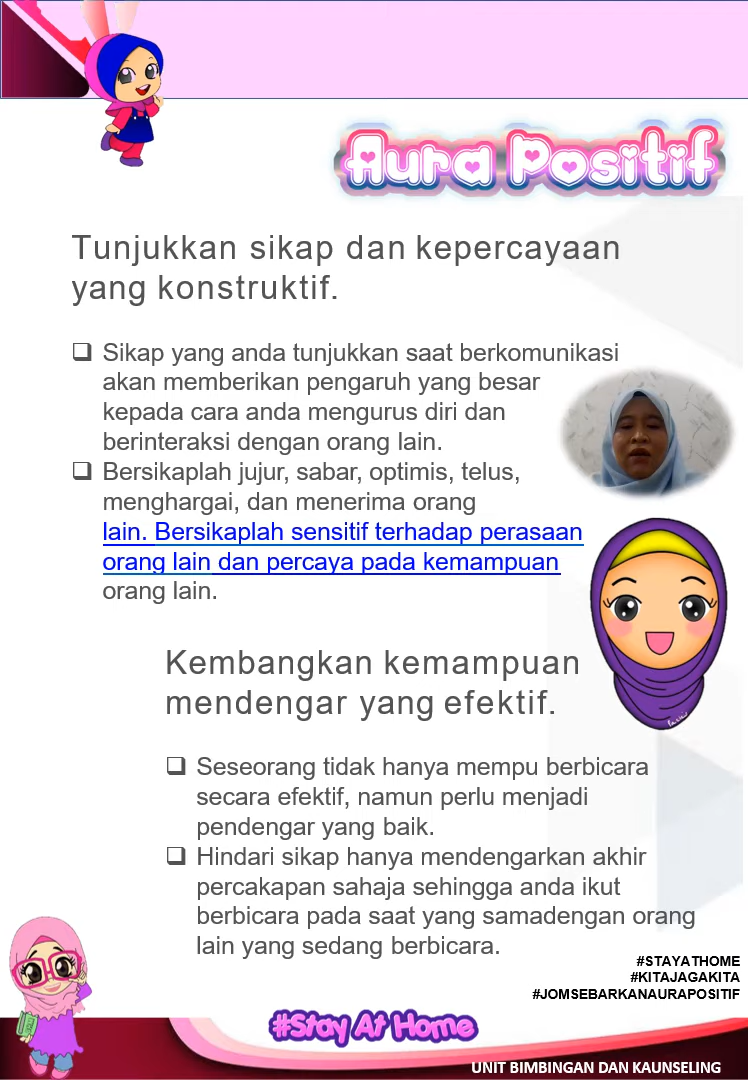 Aura Positif
Tunjukkan sikap dan kepercayaan
yang konstruktif.
❑ Sikap yang anda tunjukkan saat berkomunikasi
akan memberikan pengaruh yang besar
kepada cara anda mengurus diri dan
berinteraksi dengan orang lain.
❑ Bersikaplah jujur, sabar, optimis, telus,
menghargai, dan menerima orang
lain. Bersikaplah sensitif terhadap perasaan
orang lain dan percaya pada kemampuan
orang lain.
Kembangkan kemampuan
mendengar yang efektif.
❑ Seseorang tidak hanya mempu berbicara
secara efektif, namun perlu menjadi
pendengar yang baik.
❑ Hindari sikap hanya mendengarkan akhir
percakapan sahaja sehingga anda ikut
berbicara pada saat yang samadengan orang
lain yang sedang berbicara.
#STAYATHOME
#KITAJAGAKITA
#JOMSEBARKANAURAPOSITIF
#Stay At Home
UNIT BIMBINGAN DAN KAUNSELING